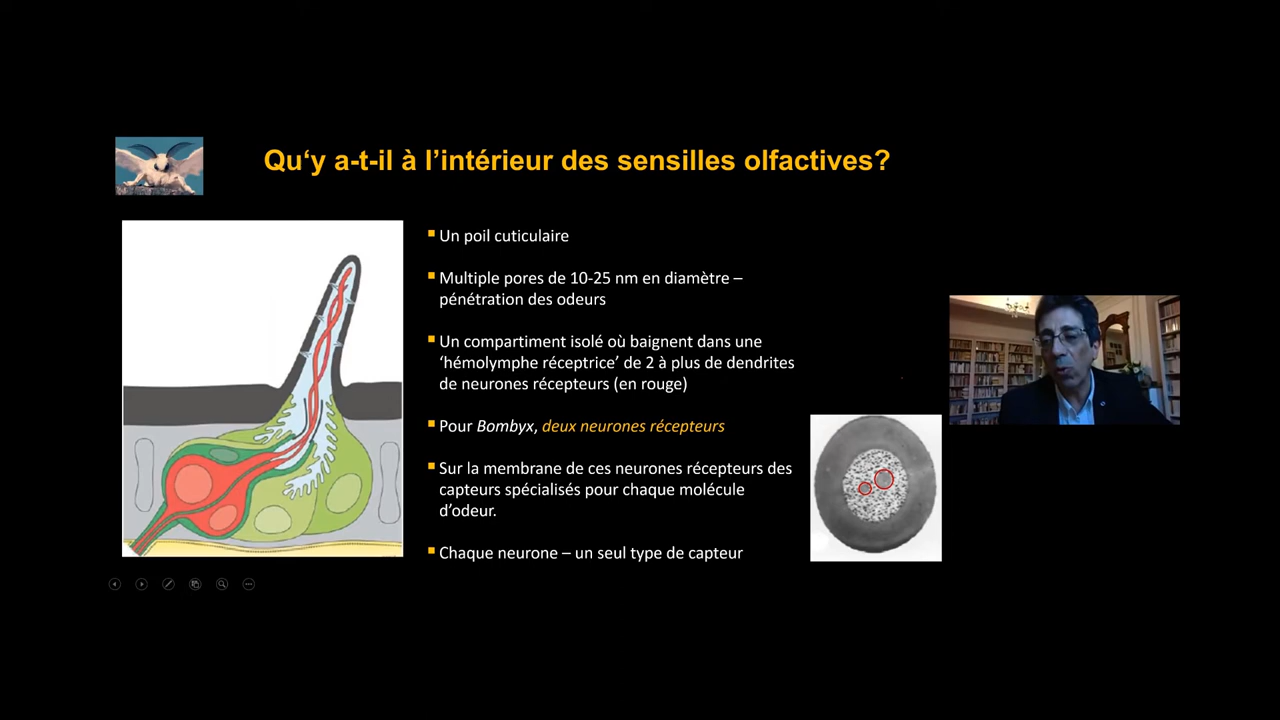 Qu‘y a-t-il à l’intérieur des sensilles olfactives?
Un poil cuticulaire
Multiple pores de 10-25 nm en diamètre –
pénétration des odeurs
Un compartiment isolé où baignent dans une
‘hémolymphe réceptrice’ de 2 à plus de dendrites
de neurones récepteurs (en rouge)
Pour Bombyx, deux neurones récepteurs
Sur la membrane de ces neurones récepteurs des
capteurs spécialisés pour chaque molécule
d’odeur.
Chaque neurone – un seul type de capteur